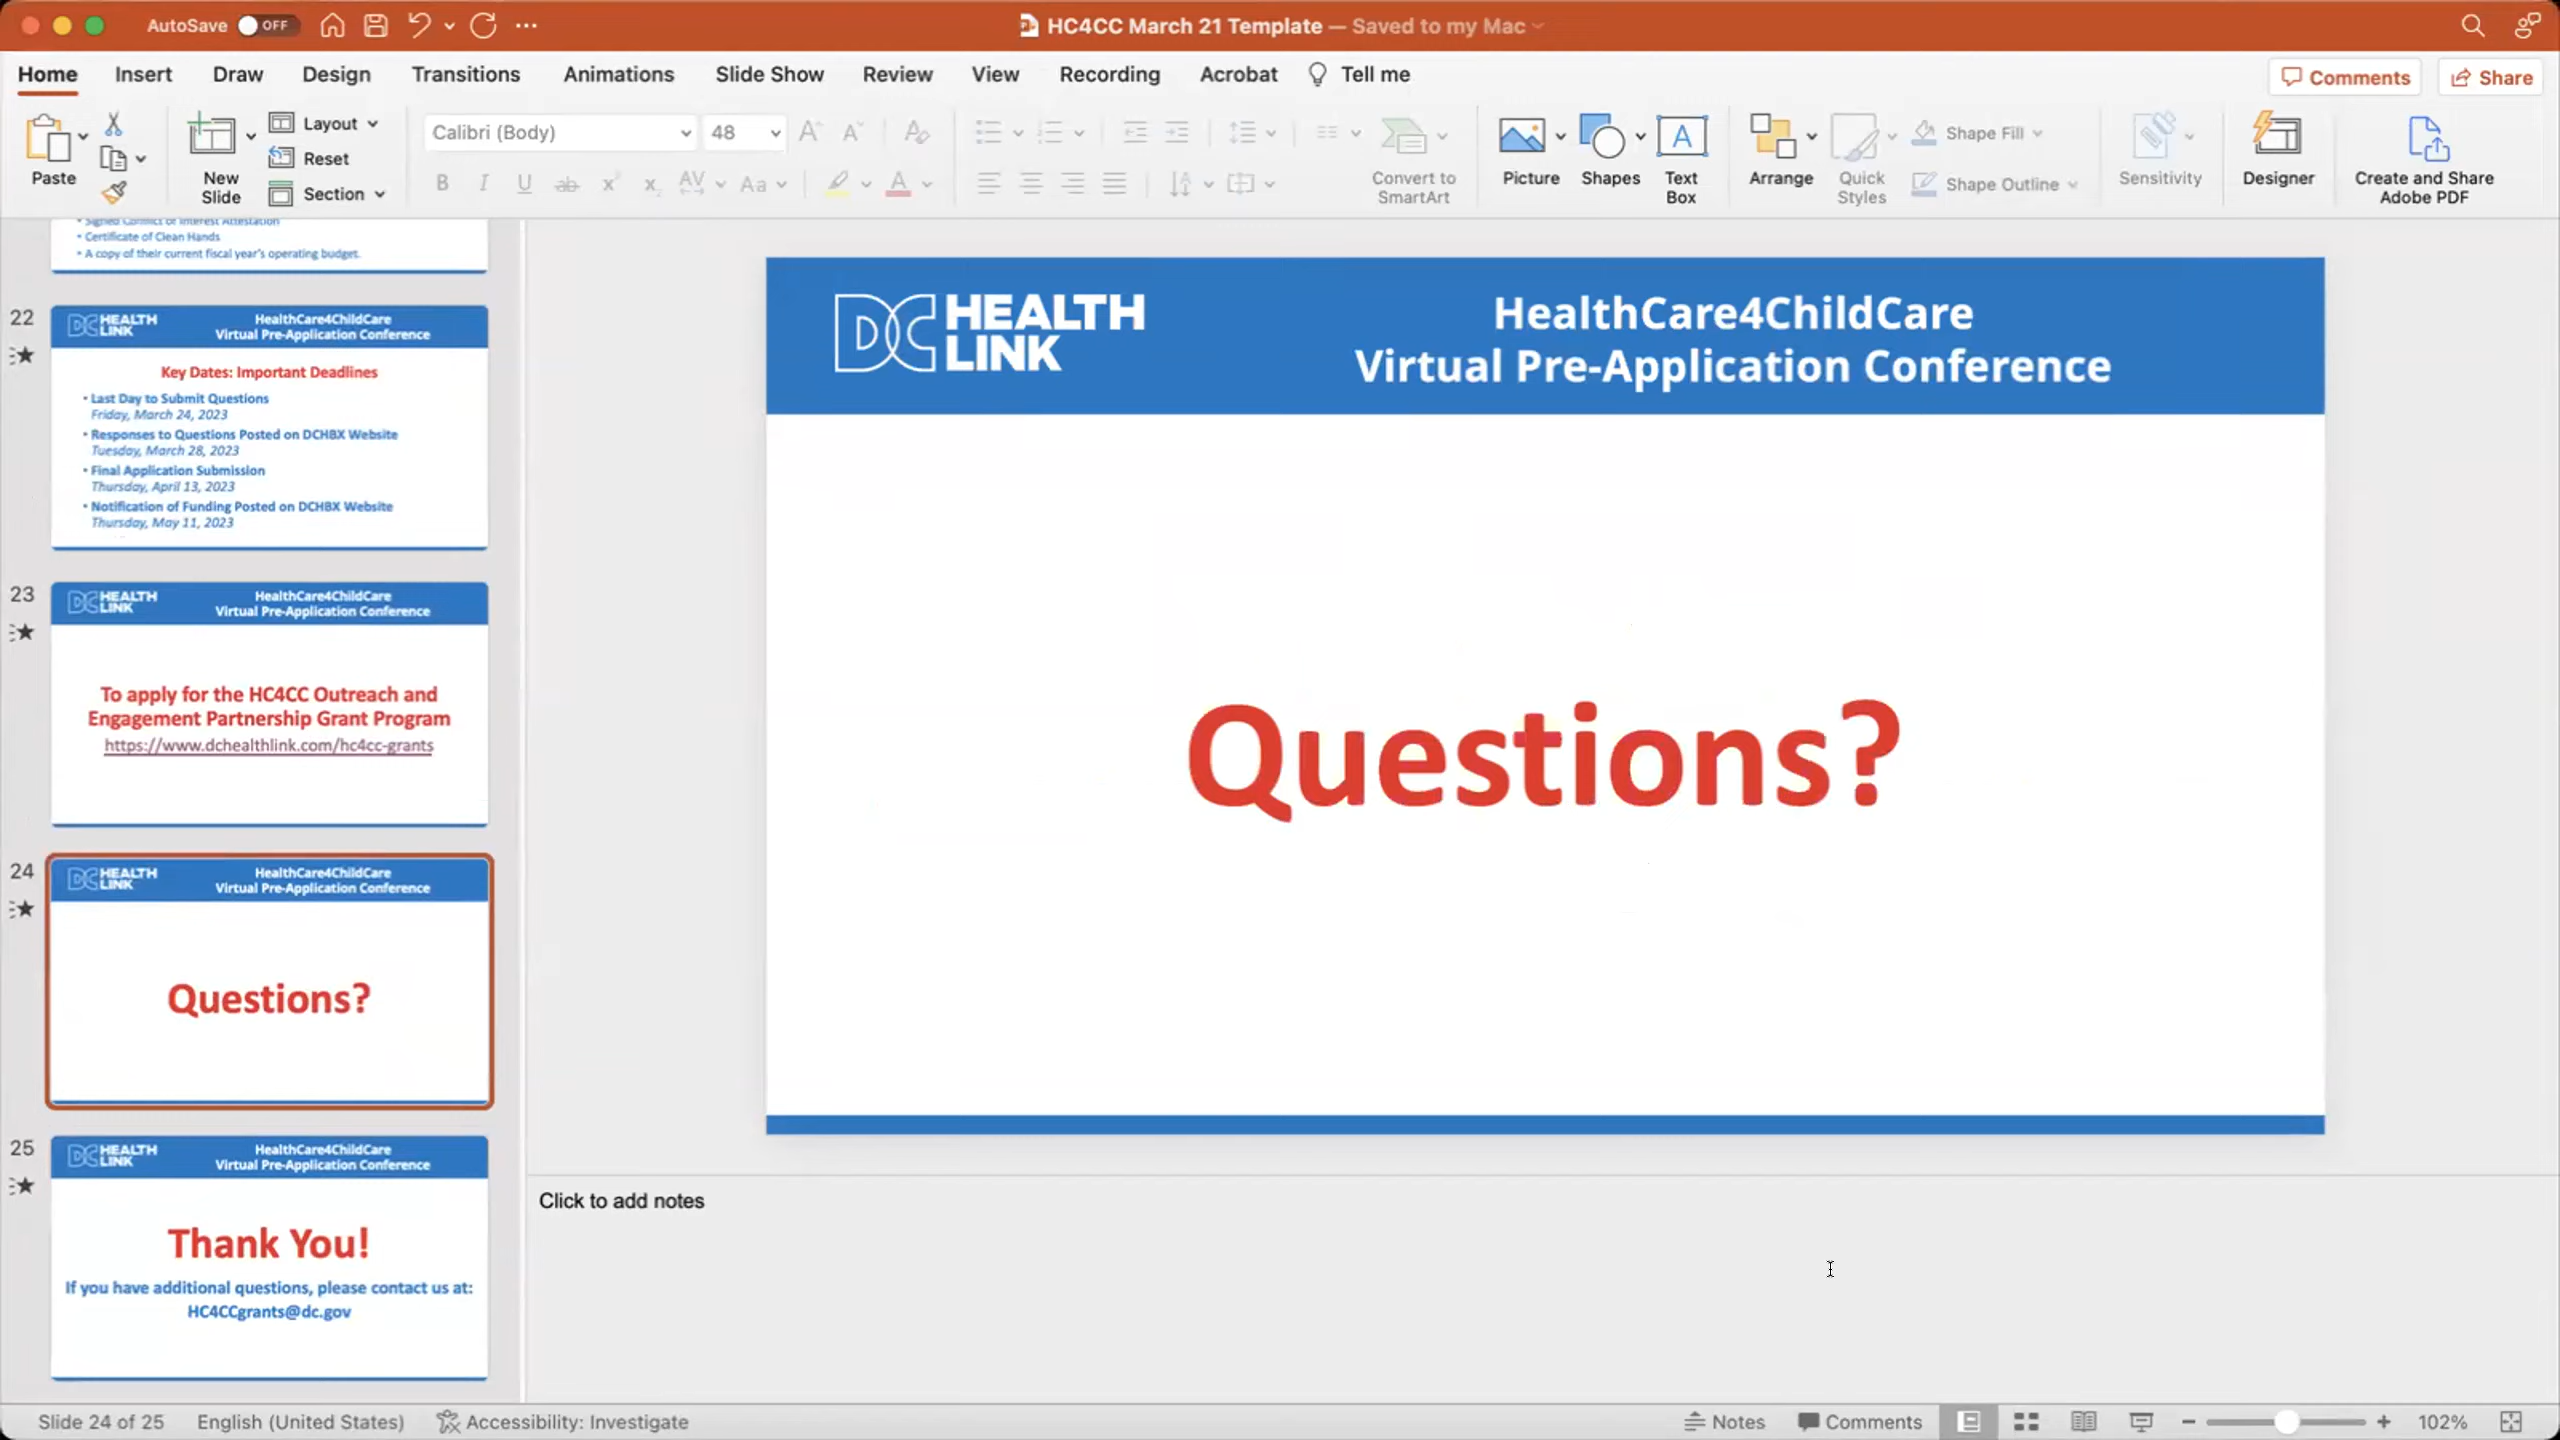 AutoSave OFF
HC4CC March 21 Template — Saved to my Mac
Home Insert Draw Design Transitions Animations Slide Show Review View Recording Acrobat Tell me
Comments Share
Paste
New
Slide
Layout
Reset
Section
Calibri (Body) 48
Convert to
SmartArt
Picture
Shapes
Text
Box
Arrange
Quick
Styles
Shape Fill
Shape Outline
Sensitivity
Designer
Create and Share
Adobe PDF
• Signed Conflict of Interest Attestation
• Certificate of Clean Hands
• A copy of their current fiscal year's operating budget.
22
DC HEALTH
LINK
HealthCare4ChildCare
Virtual Pre-Application Conference
Key Dates: Important Deadlines
• Last Day to Submit Questions
Friday, March 24, 2023
• Responses to Questions Posted on DCHBX Website
Tuesday, March 28, 2023
• Final Application Submission
Thursday, April 13, 2023
• Notification of Funding Posted on DCHBX Website
Thursday, May 11, 2023
23
DC HEALTH
LINK
HealthCare4ChildCare
Virtual Pre-Application Conference
To apply for the HC4CC Outreach and
Engagement Partnership Grant Program
https://www.dchealthlink.com/hc4cc-grants
24
DC HEALTH
LINK
HealthCare4ChildCare
Virtual Pre-Application Conference
Questions?
25
DC HEALTH
LINK
HealthCare4ChildCare
Virtual Pre-Application Conference
Thank You!
If you have additional questions, please contact us at:
HC4CCgrants@dc.gov
DC HEALTH
LINK
HealthCare4ChildCare
Virtual Pre-Application Conference
Questions?
Click to add notes
Slide 24 of 25 English (United States) Accessibility: Investigate
Notes Comments 102%